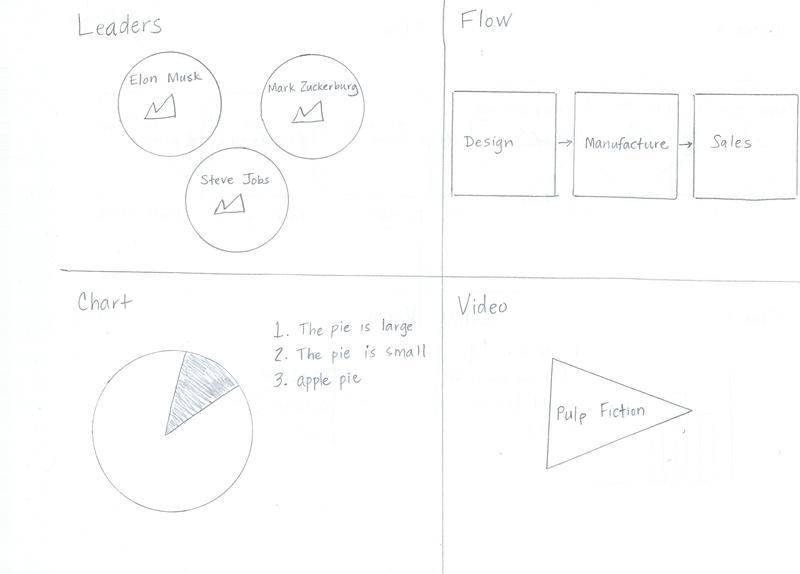 Leaders
Elon Musk
Mark Zuckerburg
Steve Jobs
Flow
Design
Manufacture
Sales
Chart
1. The pie is large
2. The pie is small
3. apple pie
Video
Pulp Fiction